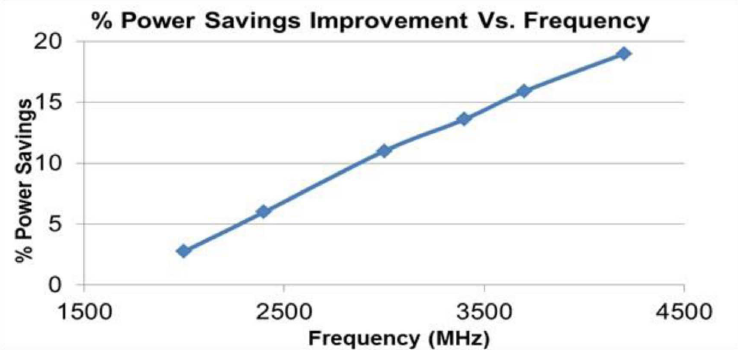 % Power Savings Improvement Vs. Frequency
20
15
10
5
0
% Power Savings
1500 2500 3500 4500
Frequency (MHz)